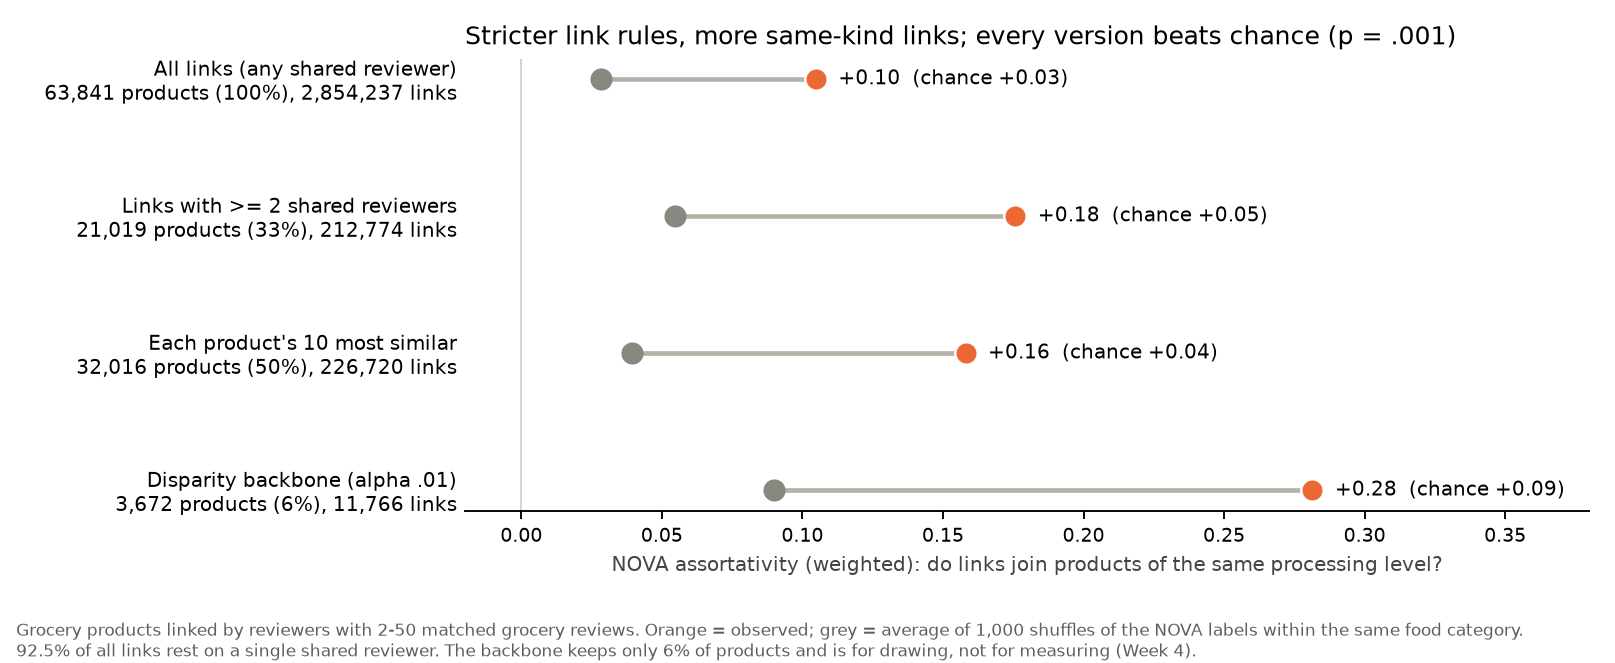 Stricter link rules, more same-kind links; every version beats chance (p = .001)
All links (any shared reviewer)
63,841 products (100%), 2,854,237 links
+0.10 (chance +0.03)
Links with >= 2 shared reviewers
21,019 products (33%), 212,774 links
+0.18 (chance +0.05)
Each product's 10 most similar
32,016 products (50%), 226,720 links
+0.16 (chance +0.04)
Disparity backbone (alpha .01)
3,672 products (6%), 11,766 links
+0.28 (chance +0.09)
0.00 0.05 0.10 0.15 0.20 0.25 0.30 0.35
NOVA assortativity (weighted): do links join products of the same processing level?
Grocery products linked by reviewers with 2-50 matched grocery reviews. Orange = observed; grey = average of 1,000 shuffles of the NOVA labels within the same food category.
92.5% of all links rest on a single shared reviewer. The backbone keeps only 6% of products and is for drawing, not for measuring (Week 4).